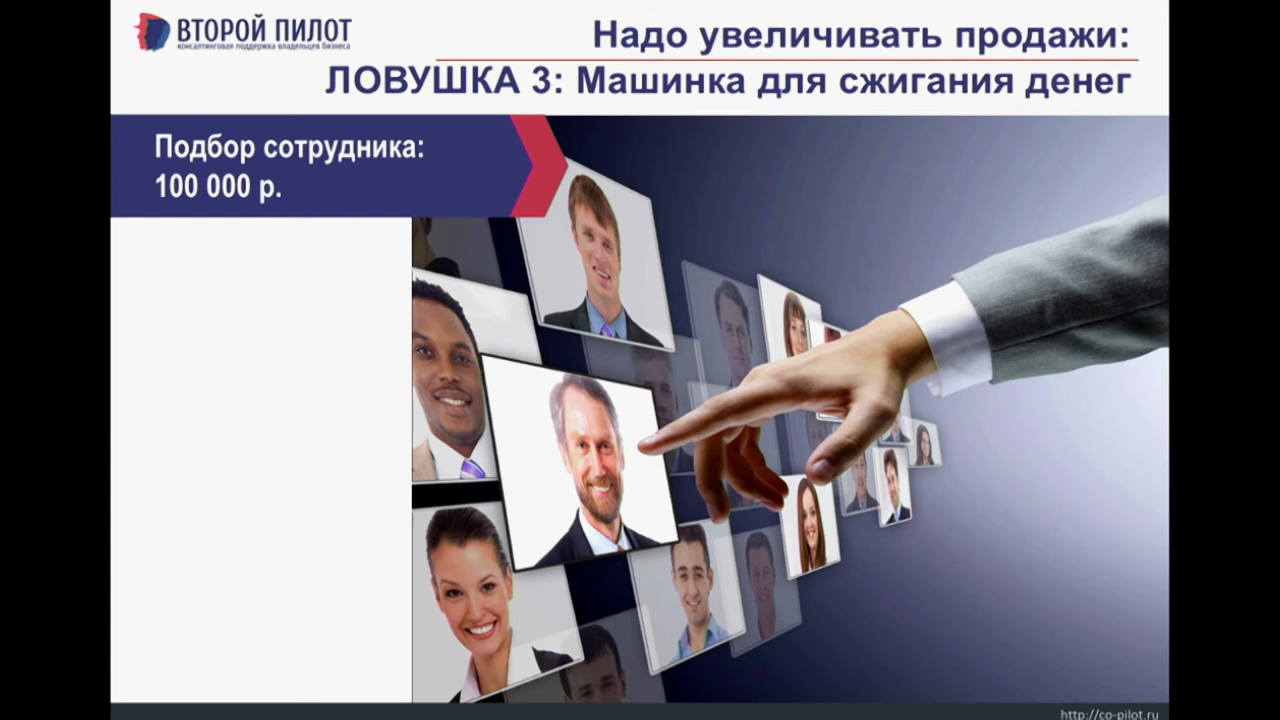 ВТОРОЙ ПИЛОТ
консалтинговая поддержка владельцев бизнеса
Надо увеличивать продажи:
ЛОВУШКА 3: Машинка для сжигания денег
Подбор сотрудника:
100 000 р.
http://co-pilot.ru